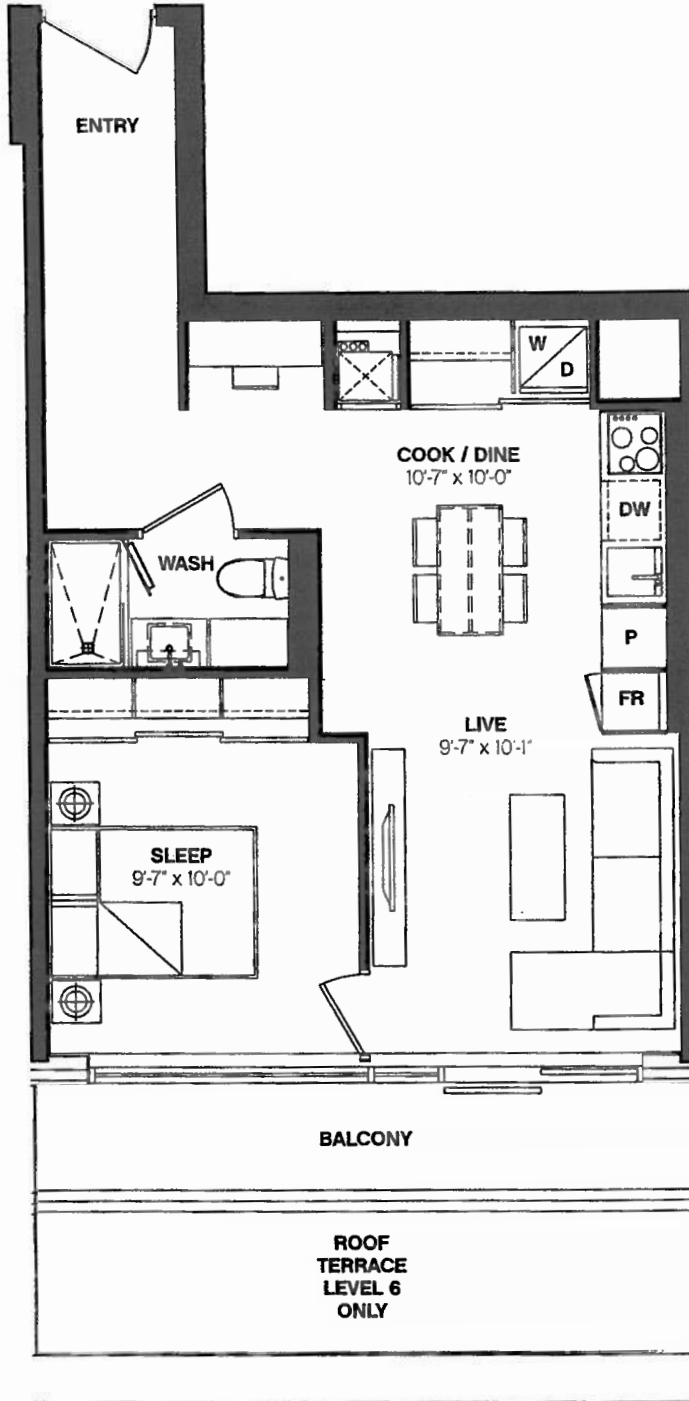 ENTRY
W
D
COOK / DINE
10'-7" x 10'-0"
DW
WASH
P
FR
LIVE
9'-7" x 10'-1"
SLEEP
9'-7" x 10'-0"
BALCONY
ROOF
TERRACE
LEVEL 6
ONLY